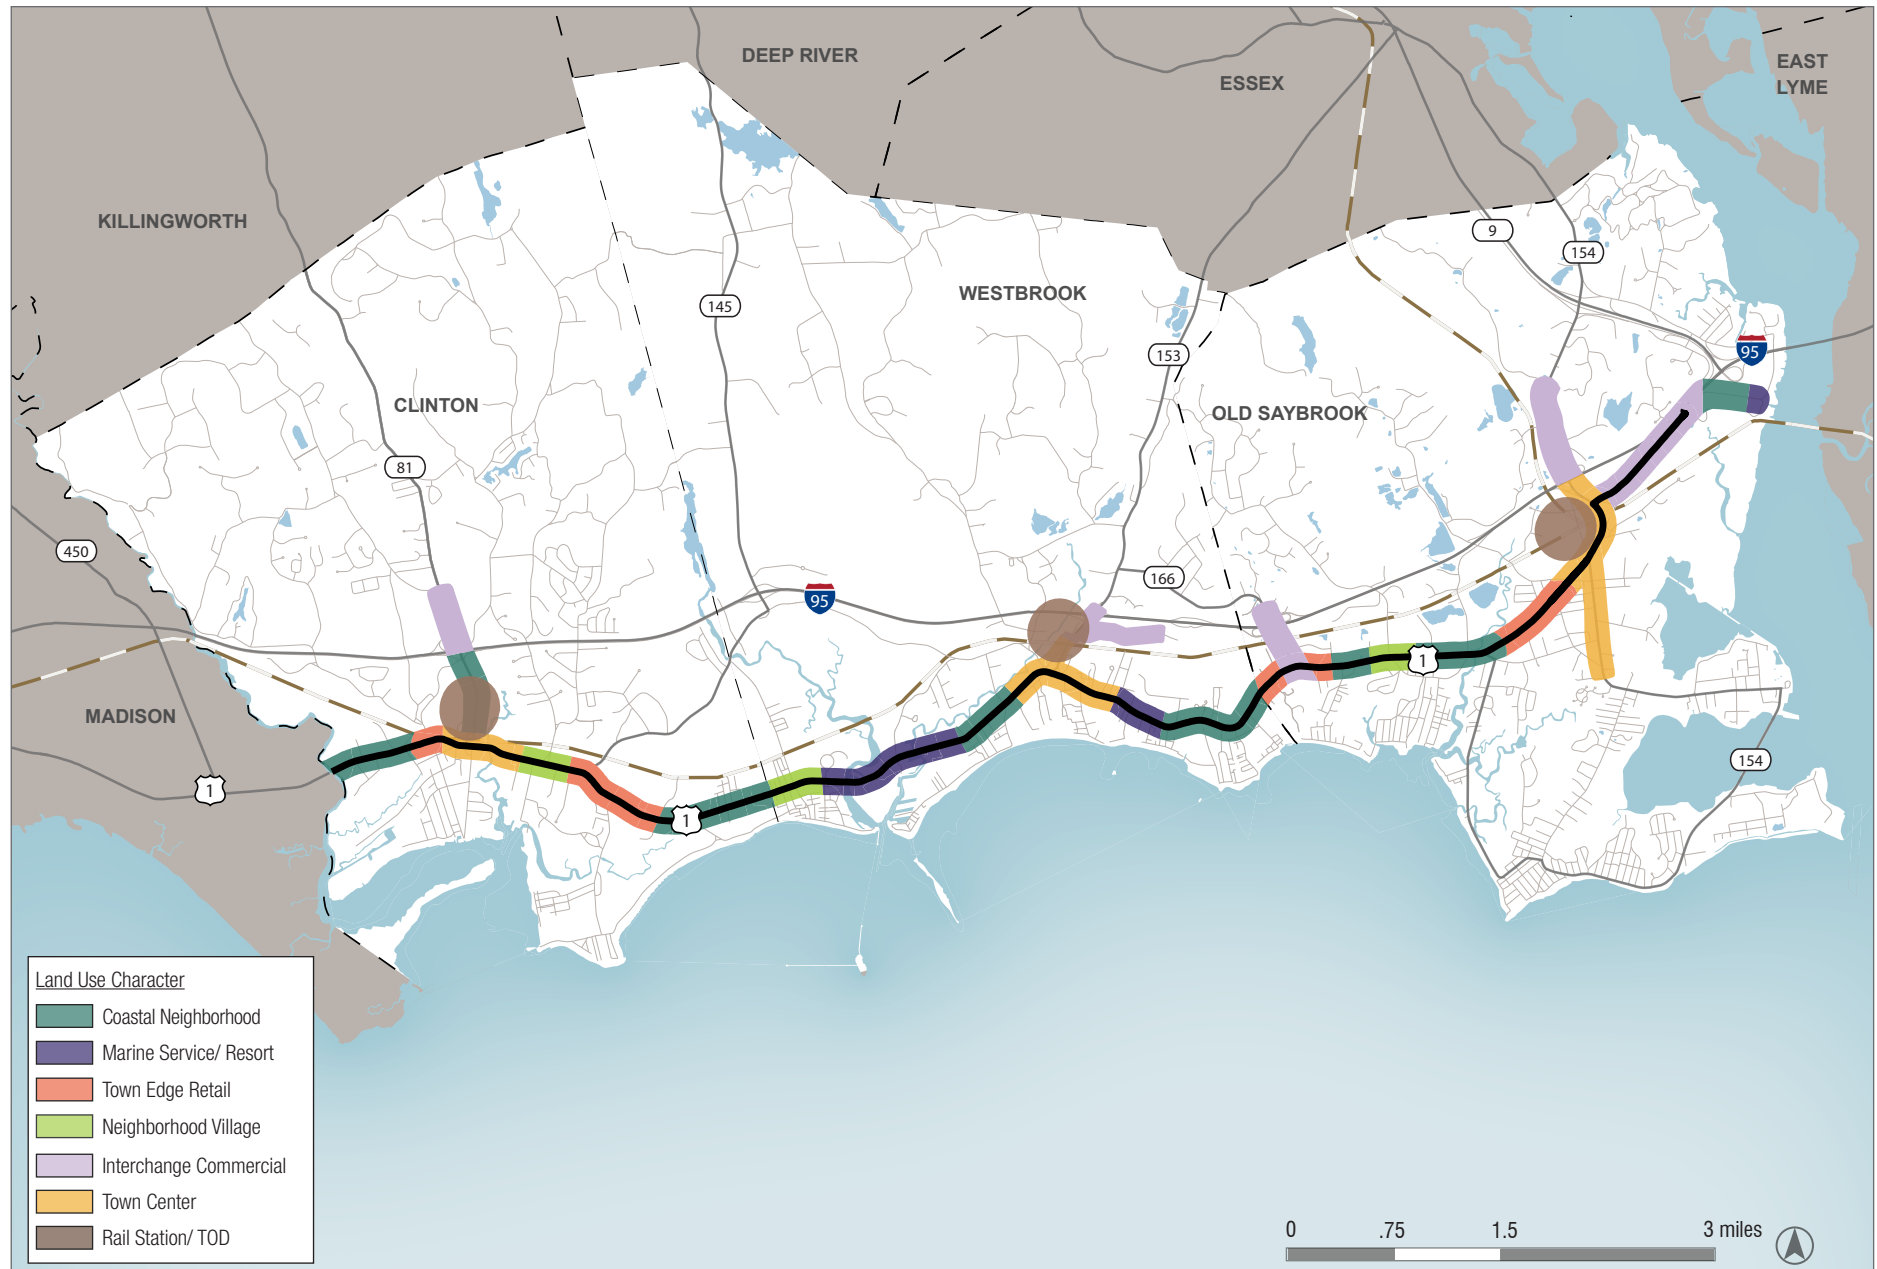 DEEP RIVER
ESSEX
EAST
LYME
KILLINGWORTH
9
154
WESTBROOK
145
95
153
CLINTON
OLD SAYBROOK
81
450
166
95
1
MADISON
154
1
1
Land Use Character
Coastal Neighborhood
Marine Service/ Resort
Town Edge Retail
Neighborhood Village
Interchange Commercial
Town Center
Rail Station/ TOD
0 .75 1.5 3 miles